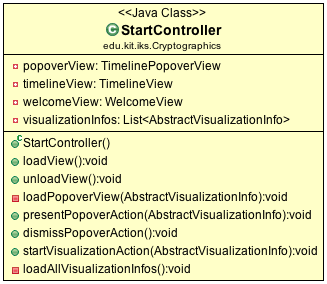 <<Java Class>>
StartController
edu.kit.iks.Cryptographics
popoverView: TimelinePopoverView
timelineView: TimelineView
welcomeView: WelcomeView
visualizationInfos: List<AbstractVisualizationInfo>
StartController()
loadView():void
unloadView():void
loadPopoverView(AbstractVisualizationInfo):void
presentPopoverAction(AbstractVisualizationInfo):void
dismissPopoverAction():void
startVisualizationAction(AbstractVisualizationInfo):void
loadAllVisualizationInfos():void